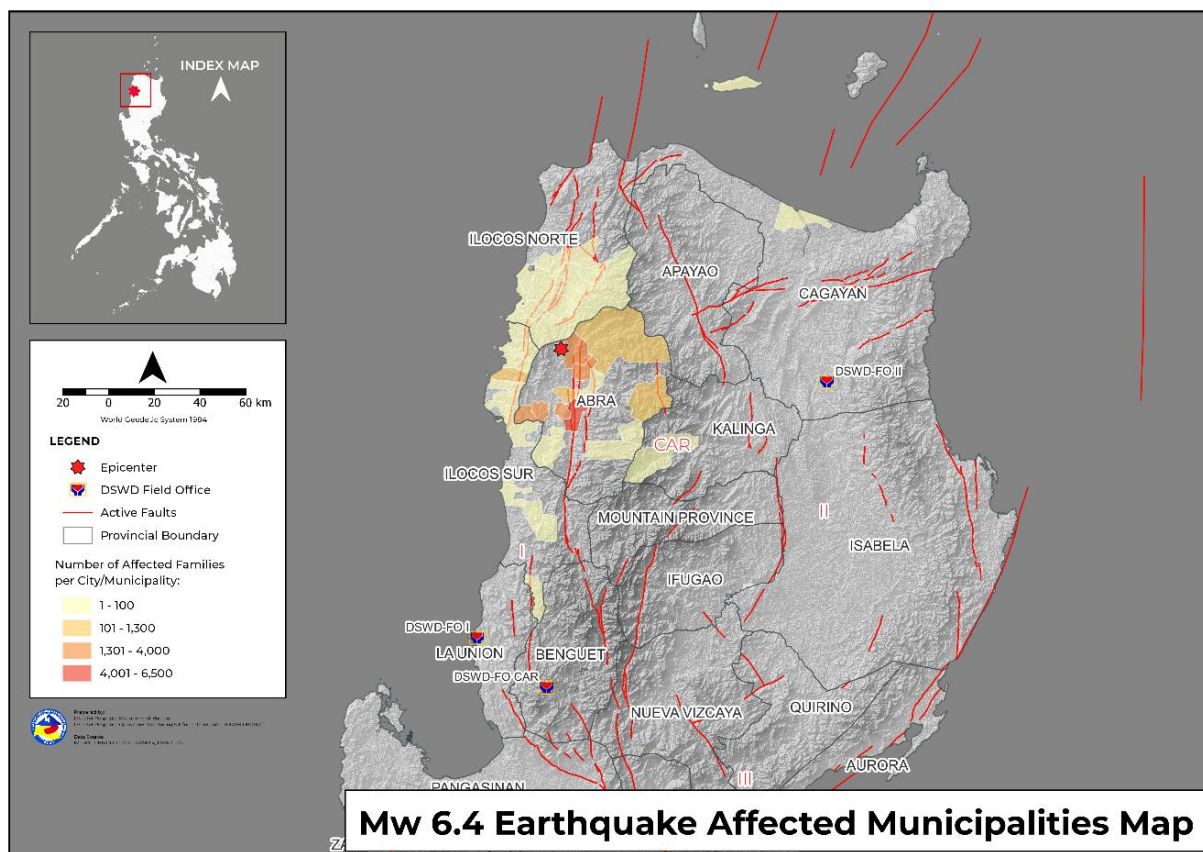 INDEX MAP
20 0 20 40 60 km
World Geodetic System 1984
LEGEND
Epicenter
DSWD Field Office
Active Faults
Provincial Boundary
Number of Affected Families
per City/Municipality:
1 - 100
101 - 1,300
1,301 - 4,000
4,001 - 6,500
Prepared by:
Data Source:
ILOCOS NORTE
APAYAO
CAGAYAN
DSWD-FO II
ABRA
KALINGA
CAR
ILOCOS SUR
MOUNTAIN PROVINCE
II
ISABELA
I
IFUGAO
DSWD-FO I
LA UNION
BENGUET
DSWD-FO CAR
NUEVA VIZCAYA
QUIRINO
AURORA
III
PANGASINAN
ZA
Mw 6.4 Earthquake Affected Municipalities Map